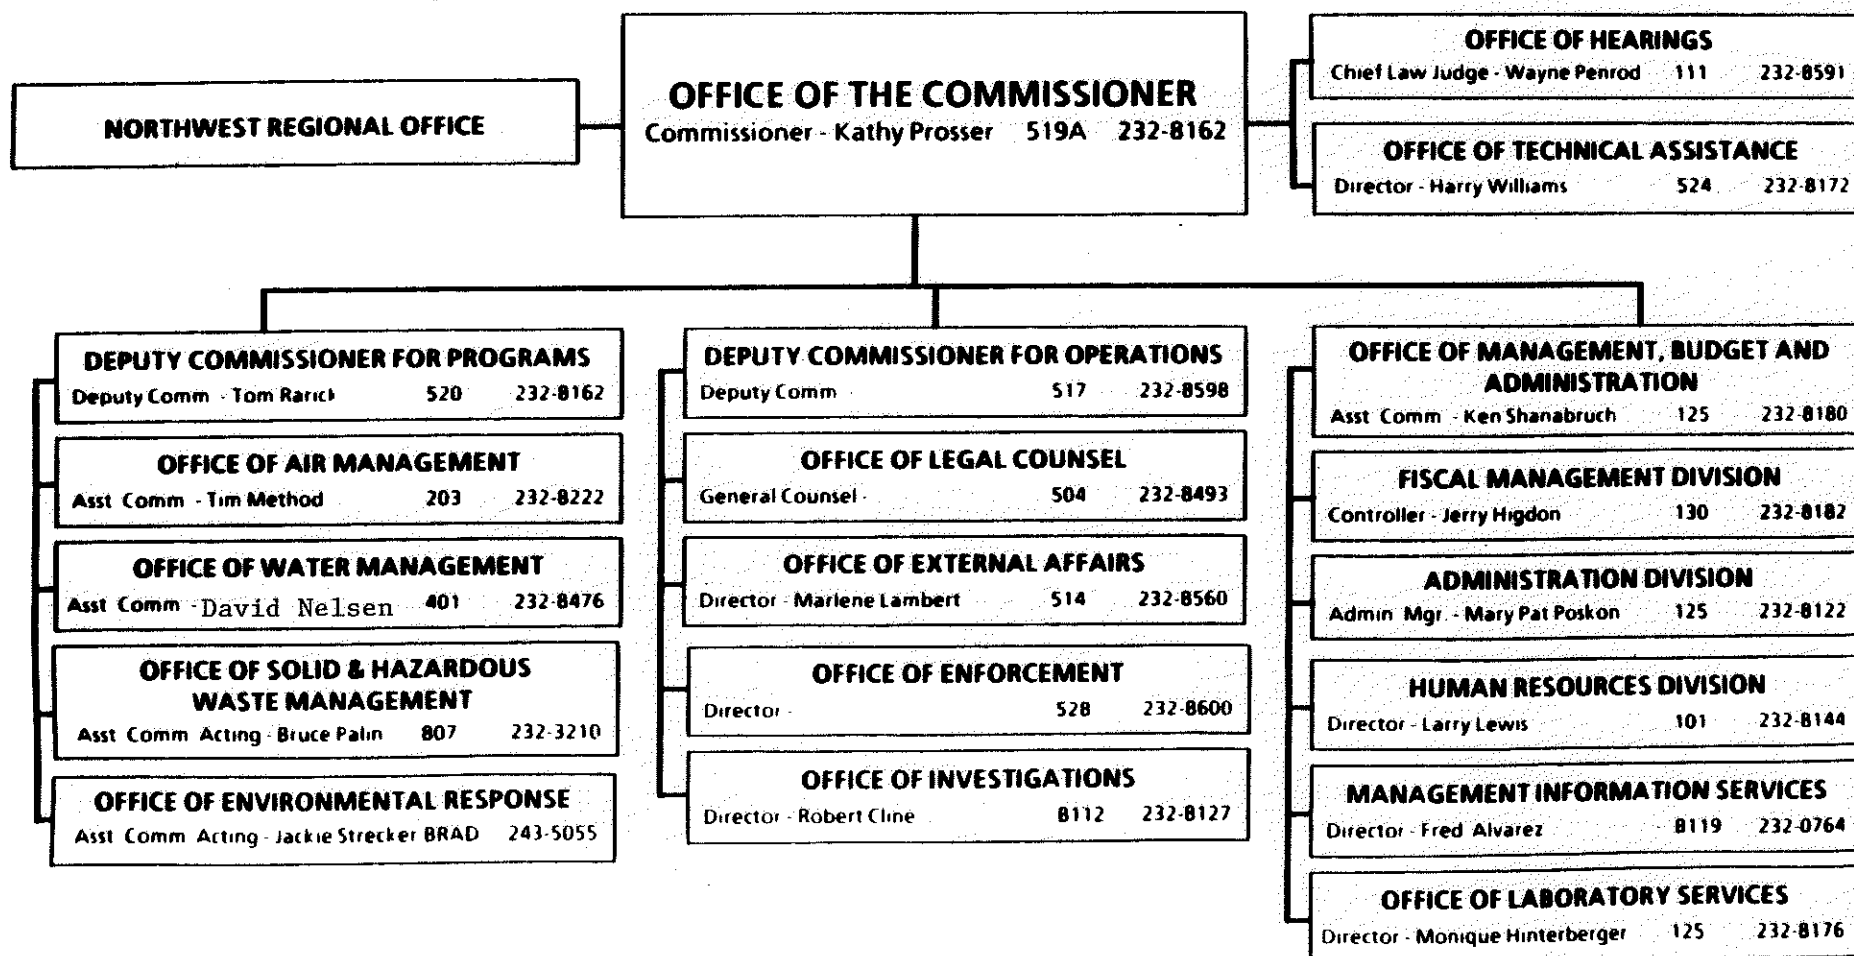 NORTHWEST REGIONAL OFFICE
OFFICE OF THE COMMISSIONER
Commissioner - Kathy Prosser 519A 232-8162
OFFICE OF HEARINGS
Chief Law Judge - Wayne Penrod 111 232-8591
OFFICE OF TECHNICAL ASSISTANCE
Director - Harry Williams 524 232-8172
DEPUTY COMMISSIONER FOR PROGRAMS
Deputy Comm - Tom Rarick 520 232-8162
OFFICE OF AIR MANAGEMENT
Asst Comm - Tim Method 203 232-8222
OFFICE OF WATER MANAGEMENT
Asst Comm - David Nelsen 401 232-8476
OFFICE OF SOLID & HAZARDOUS
WASTE MANAGEMENT
Asst Comm Acting - Bruce Palin 807 232-3210
OFFICE OF ENVIRONMENTAL RESPONSE
Asst Comm Acting - Jackie Strecker BRAD 243-5055
DEPUTY COMMISSIONER FOR OPERATIONS
Deputy Comm 517 232-8598
OFFICE OF LEGAL COUNSEL
General Counsel - 504 232-8493
OFFICE OF EXTERNAL AFFAIRS
Director - Marlene Lambert 514 232-8560
OFFICE OF ENFORCEMENT
Director - 528 232-8600
OFFICE OF INVESTIGATIONS
Director - Robert Cline B112 232-8127
OFFICE OF MANAGEMENT, BUDGET AND
ADMINISTRATION
Asst Comm - Ken Shanabruch 125 232-8180
FISCAL MANAGEMENT DIVISION
Controller - Jerry Higdon 130 232-8182
ADMINISTRATION DIVISION
Admin Mgr. - Mary Pat Poskon 125 232-8122
HUMAN RESOURCES DIVISION
Director - Larry Lewis 101 232-8144
MANAGEMENT INFORMATION SERVICES
Director - Fred Alvarez B119 232-0764
OFFICE OF LABORATORY SERVICES
Director - Monique Hinterberger 125 232-8176